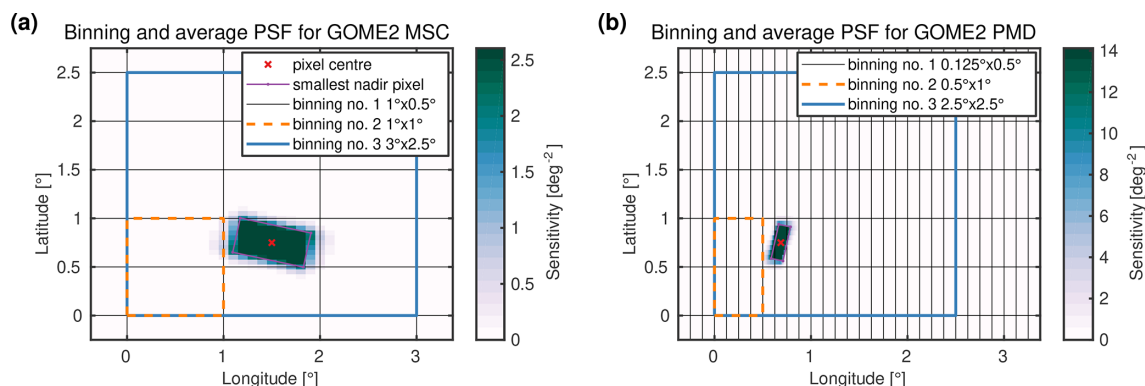 (a)
Binning and average PSF for GOME2 MSC
pixel centre
smallest nadir pixel
binning no. 1 1°x0.5°
binning no. 2 1°x1°
binning no. 3 3°x2.5°
2.5
2
1.5
1
0.5
0
Latitude [°]
0
1
2
3
Longitude [°]
2.5
2
1.5
1
0.5
0
Sensitivity [deg⁻²]
(b)
Binning and average PSF for GOME2 PMD
binning no. 1 0.125°x0.5°
binning no. 2 0.5°x1°
binning no. 3 2.5°x2.5°
2.5
2
1.5
1
0.5
0
Latitude [°]
0
1
2
3
Longitude [°]
14
12
10
8
6
4
2
0
Sensitivity [deg⁻²]